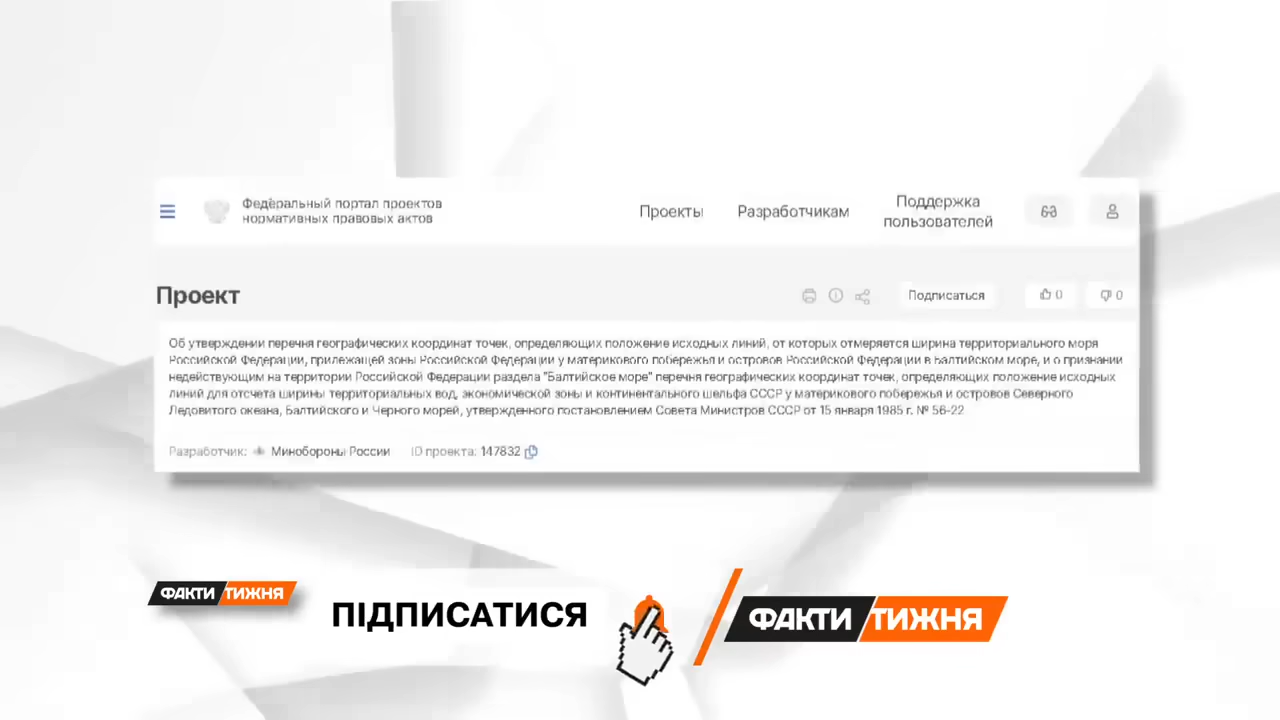 Федеральный портал проектов
нормативных правовых актов
Проекты
Разработчикам
Поддержка
пользователей
Проект
Подписаться
0
0
Об утверждении перечня географических координат точек, определяющих положение исходных линий, от которых отмеряется ширина территориального моря
Российской Федерации, прилежащей зоны Российской Федерации у материкового побережья и островов Российской Федерации в Балтийском море, и о признании
недействующим на территории Российской Федерации раздела "Балтийское море" перечня географических координат точек, определяющих положение исходных
линий для отсчета ширины территориальных вод, экономической зоны и континентального шельфа СССР у материкового побережья и островов Северного
Ледовитого океана, Балтийского и Черного морей, утвержденного постановлением Совета Министров СССР от 15 января 1985 г. № 56-22
Разработчик: Минобороны России ID проекта: 147832
ФАКТИ ТИЖНЯ
ПІДПИСАТИСЯ
ФАКТИ ТИЖНЯ